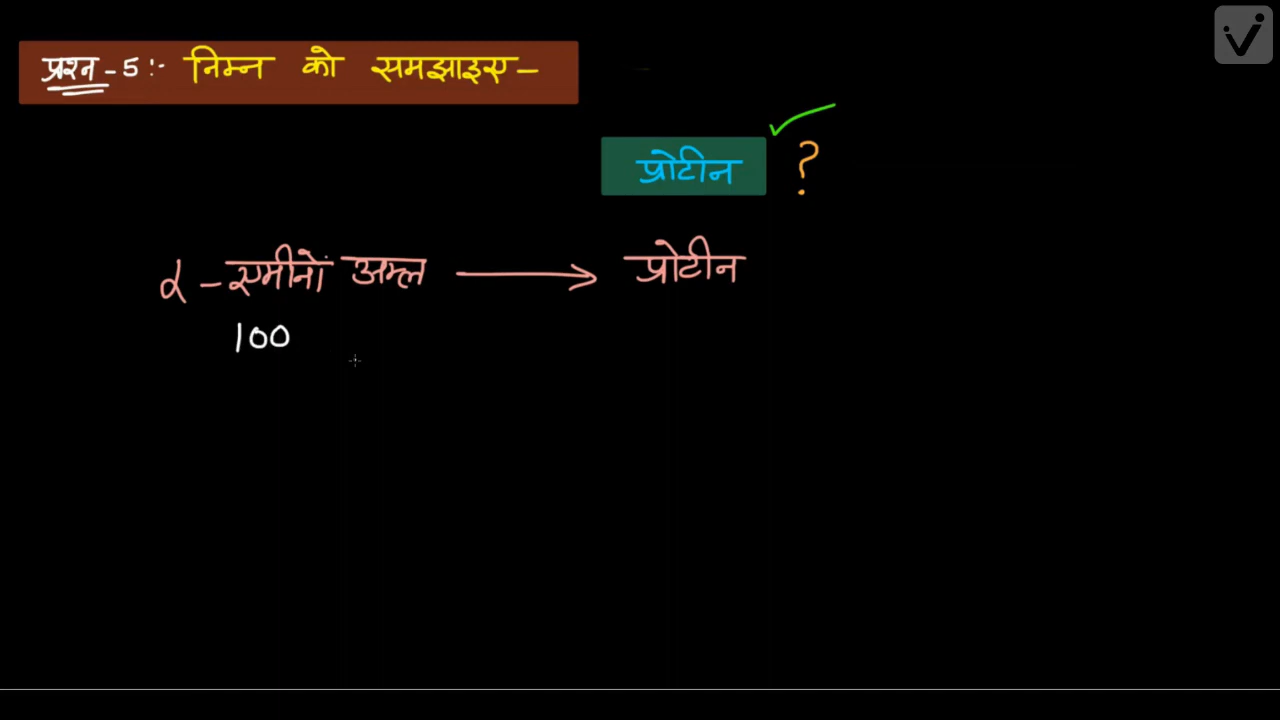 प्रश्न-5:- निम्न को समझाइए-
प्रोटीन ?
α-एमीनो अम्ल → प्रोटीन
100